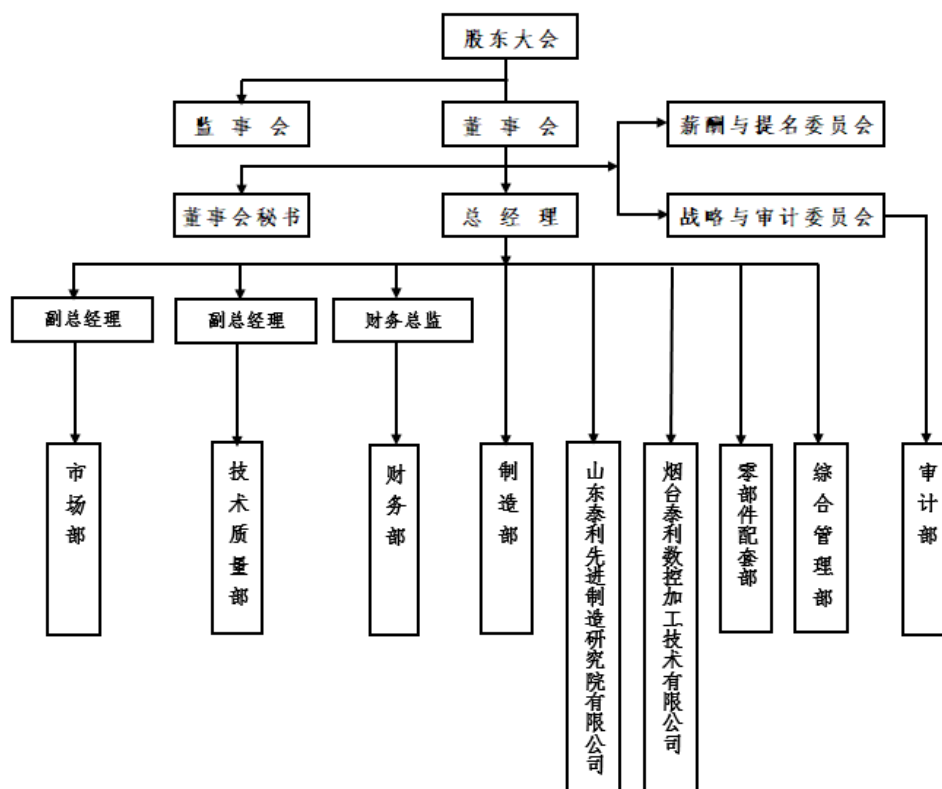 股东大会
监事会
董事会
薪酬与提名委员会
董事会秘书
总经理
战略与审计委员会
副总经理
副总经理
财务总监
市场部
技术质量部
财务部
制造部
山东泰利先进制造研究院有限公司
烟台泰利数控加工技术有限公司
零部件配套部
综合管理部
审计部